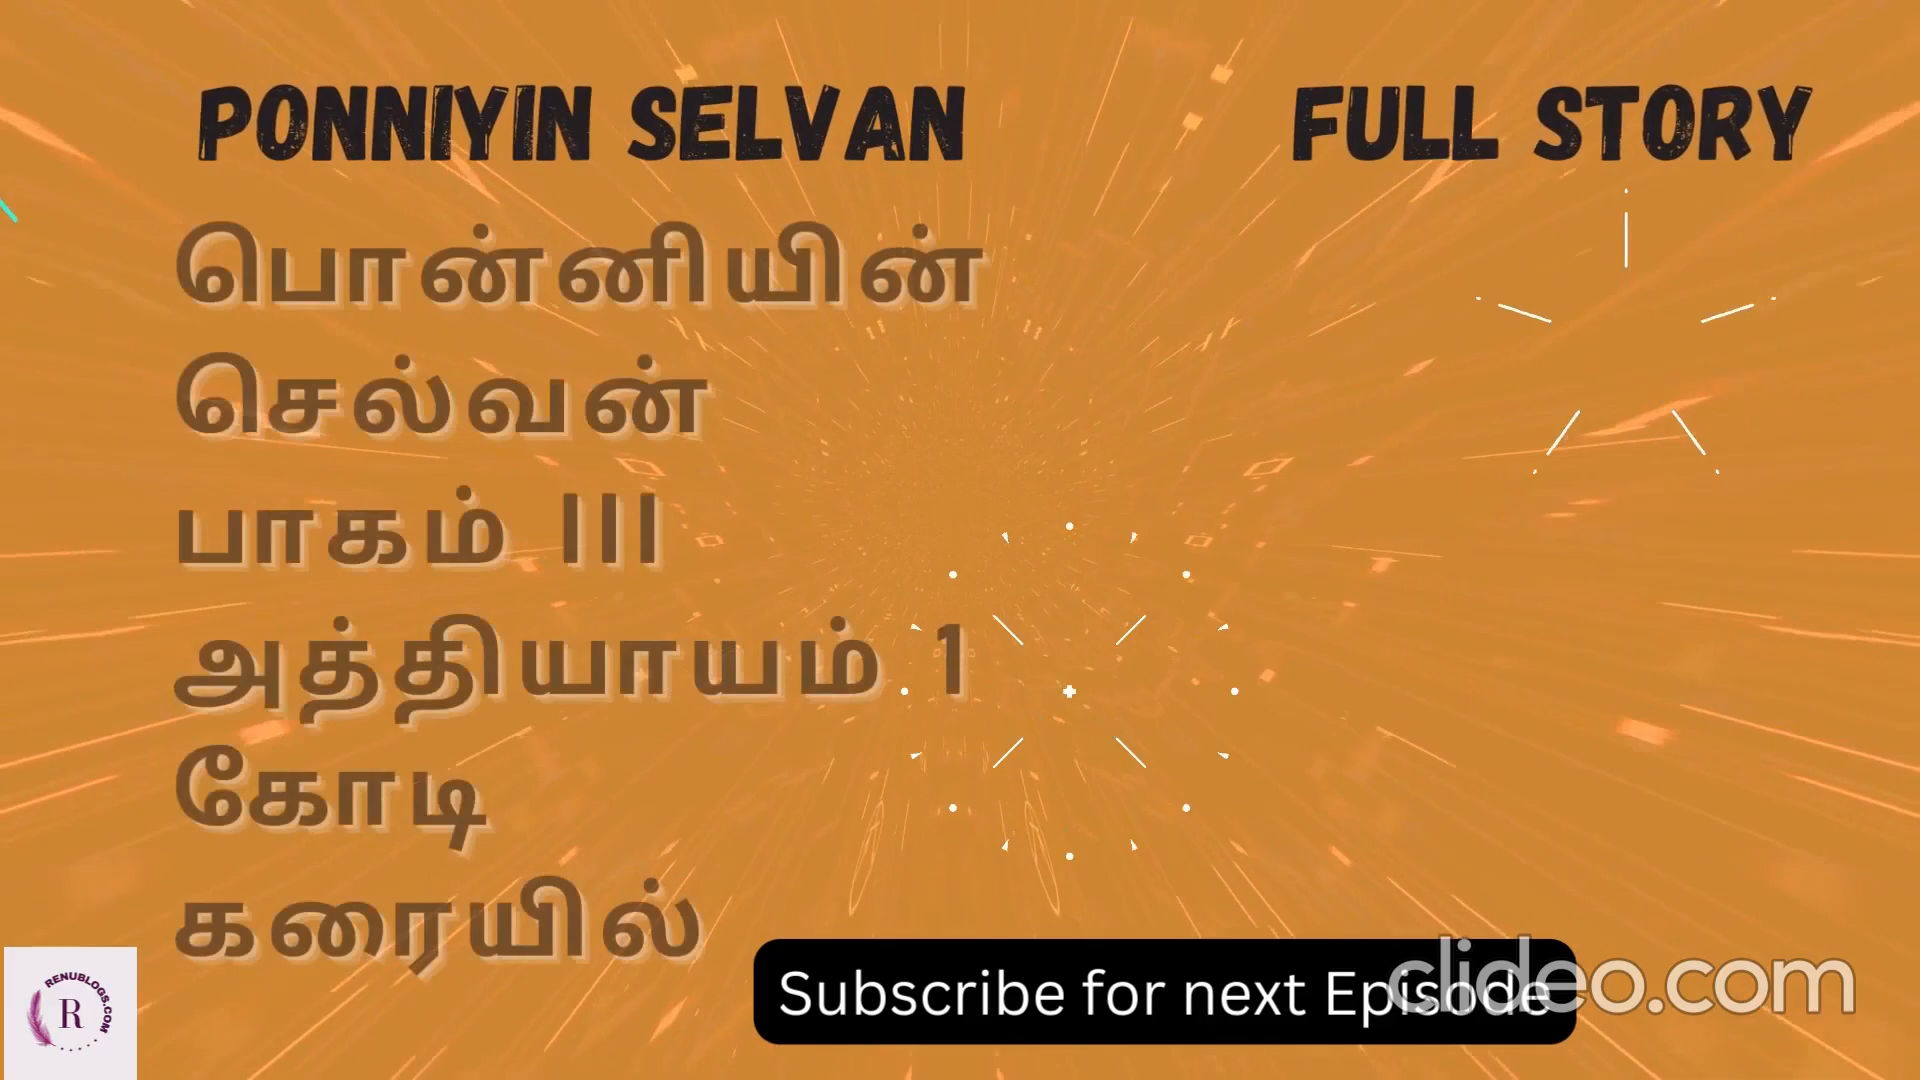 PONNIYIN SELVAN FULL STORY
பொன்னியின்
செல்வன்
பாகம் III
அத்தியாயம் 1
கோடி
கரையில்
Subscribe for next Episode
clideo.com
RENUBLOGS.COM
R